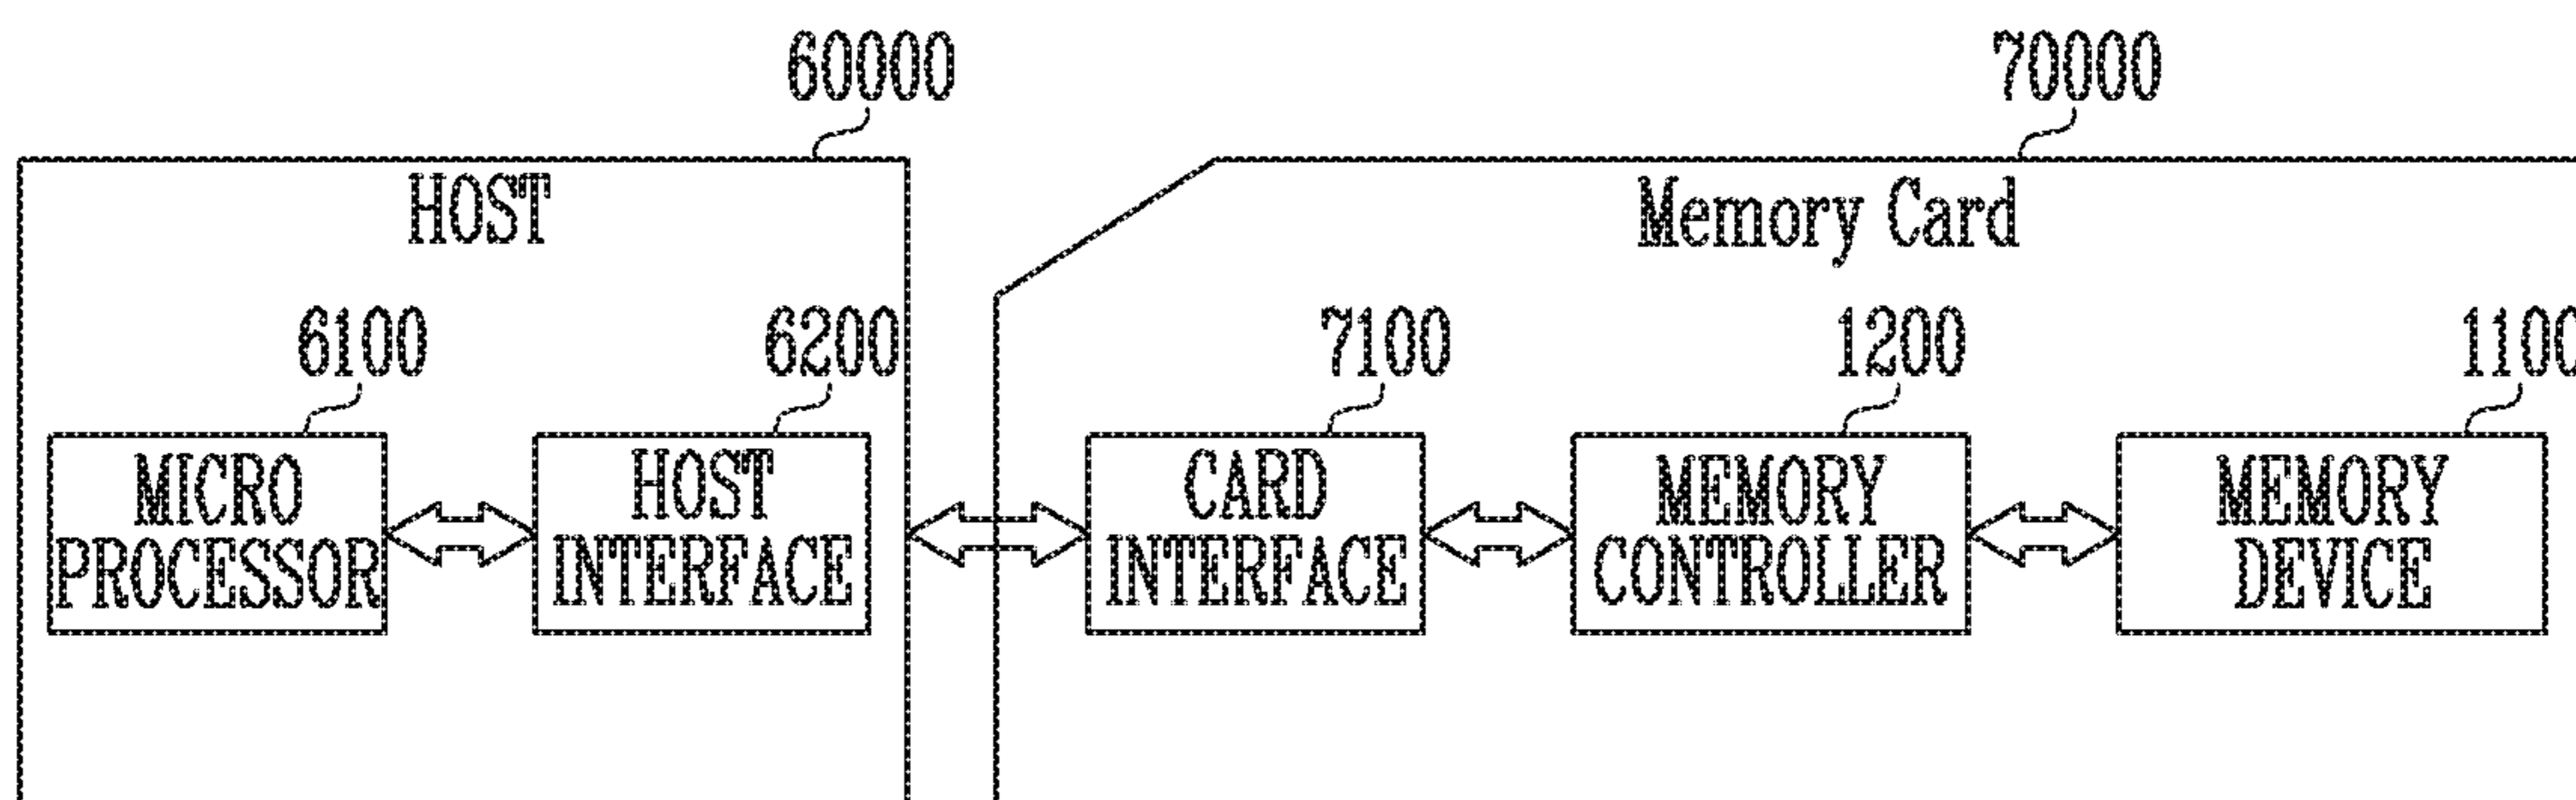 60000
70000
HOST
Memory Card
6100
6200
7100
1200
1100
MICRO
PROCESSOR
HOST
INTERFACE
CARD
INTERFACE
MEMORY
CONTROLLER
MEMORY
DEVICE